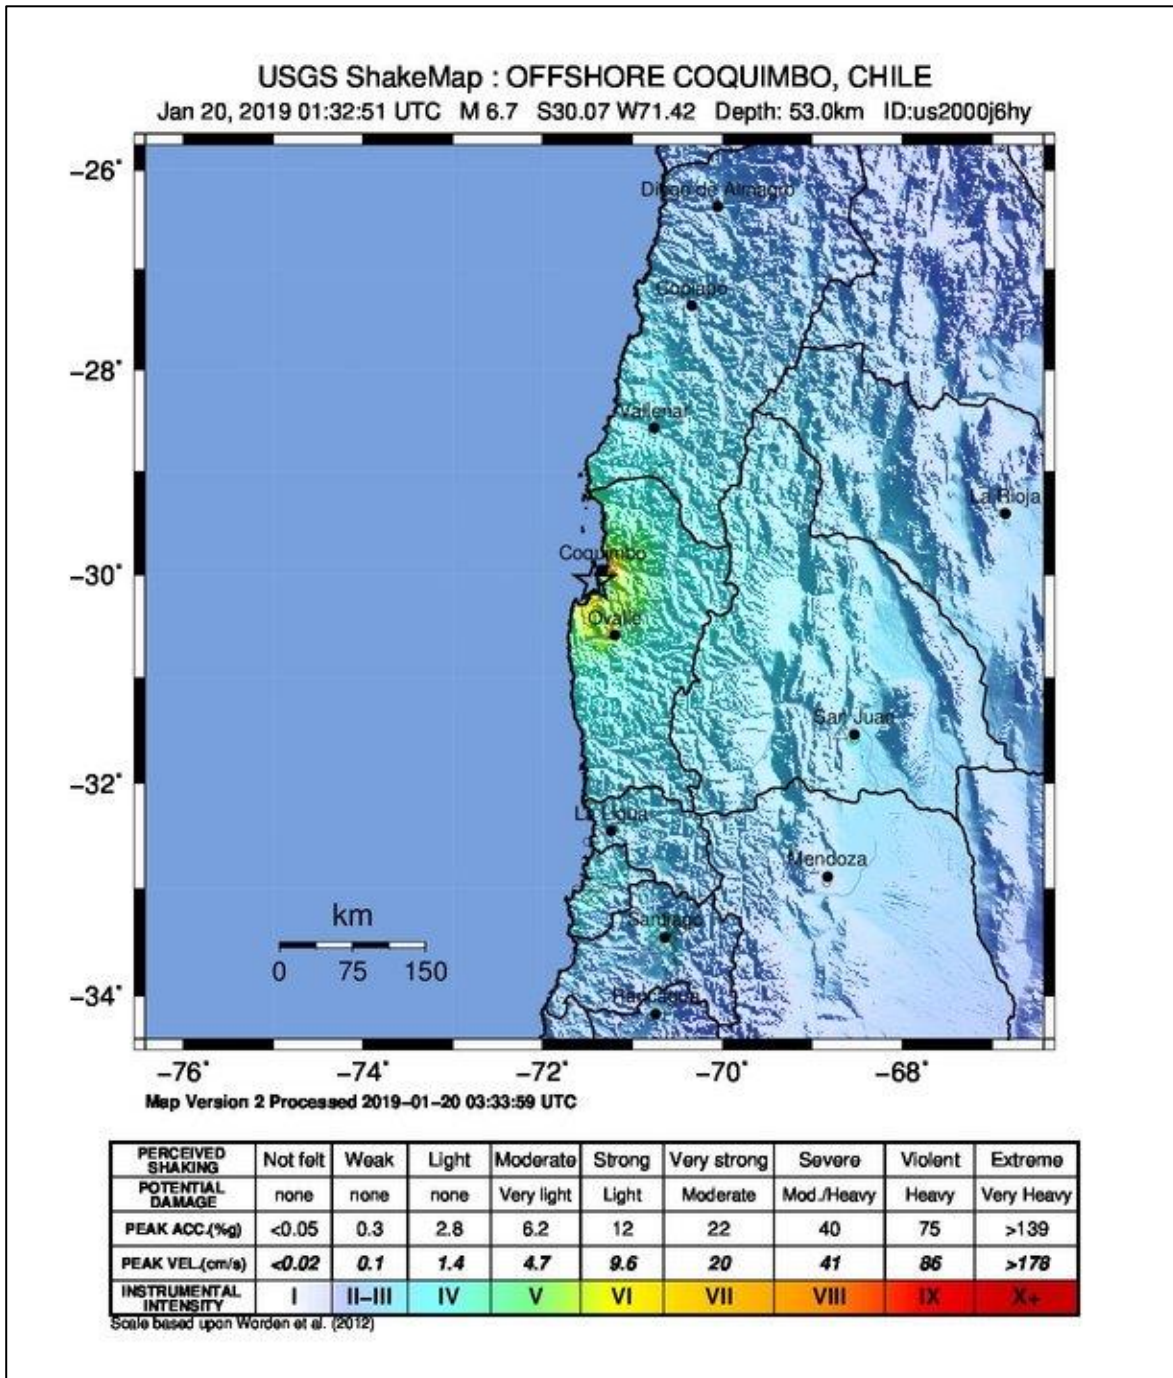 USGS ShakeMap : OFFSHORE COQUIMBO, CHILE
Jan 20, 2019 01:32:51 UTC M 6.7 S30.07 W71.42 Depth: 53.0km ID:us2000j6hy
−26°
Diego de Almagro
Copiapo
−28°
Vallenar
La Rioja
Coquimbo
−30°
Ovalle
San Juan
−32°
La Ligua
Mendoza
km
Santiago
0 75 150
−34°
Rancagua
−76° −74° −72° −70° −68°
Map Version 2 Processed 2019−01−20 03:33:59 UTC
PERCEIVED SHAKING Not felt Weak Light Moderate Strong Very strong Severe Violent Extreme
POTENTIAL DAMAGE none none none Very light Light Moderate Mod./Heavy Heavy Very Heavy
PEAK ACC.(%g) <0.05 0.3 2.8 6.2 12 22 40 75 >139
PEAK VEL.(cm/s) <0.02 0.1 1.4 4.7 9.6 20 41 86 >178
INSTRUMENTAL INTENSITY I II−III IV V VI VII VIII IX X+
Scale based upon Worden et al. (2012)